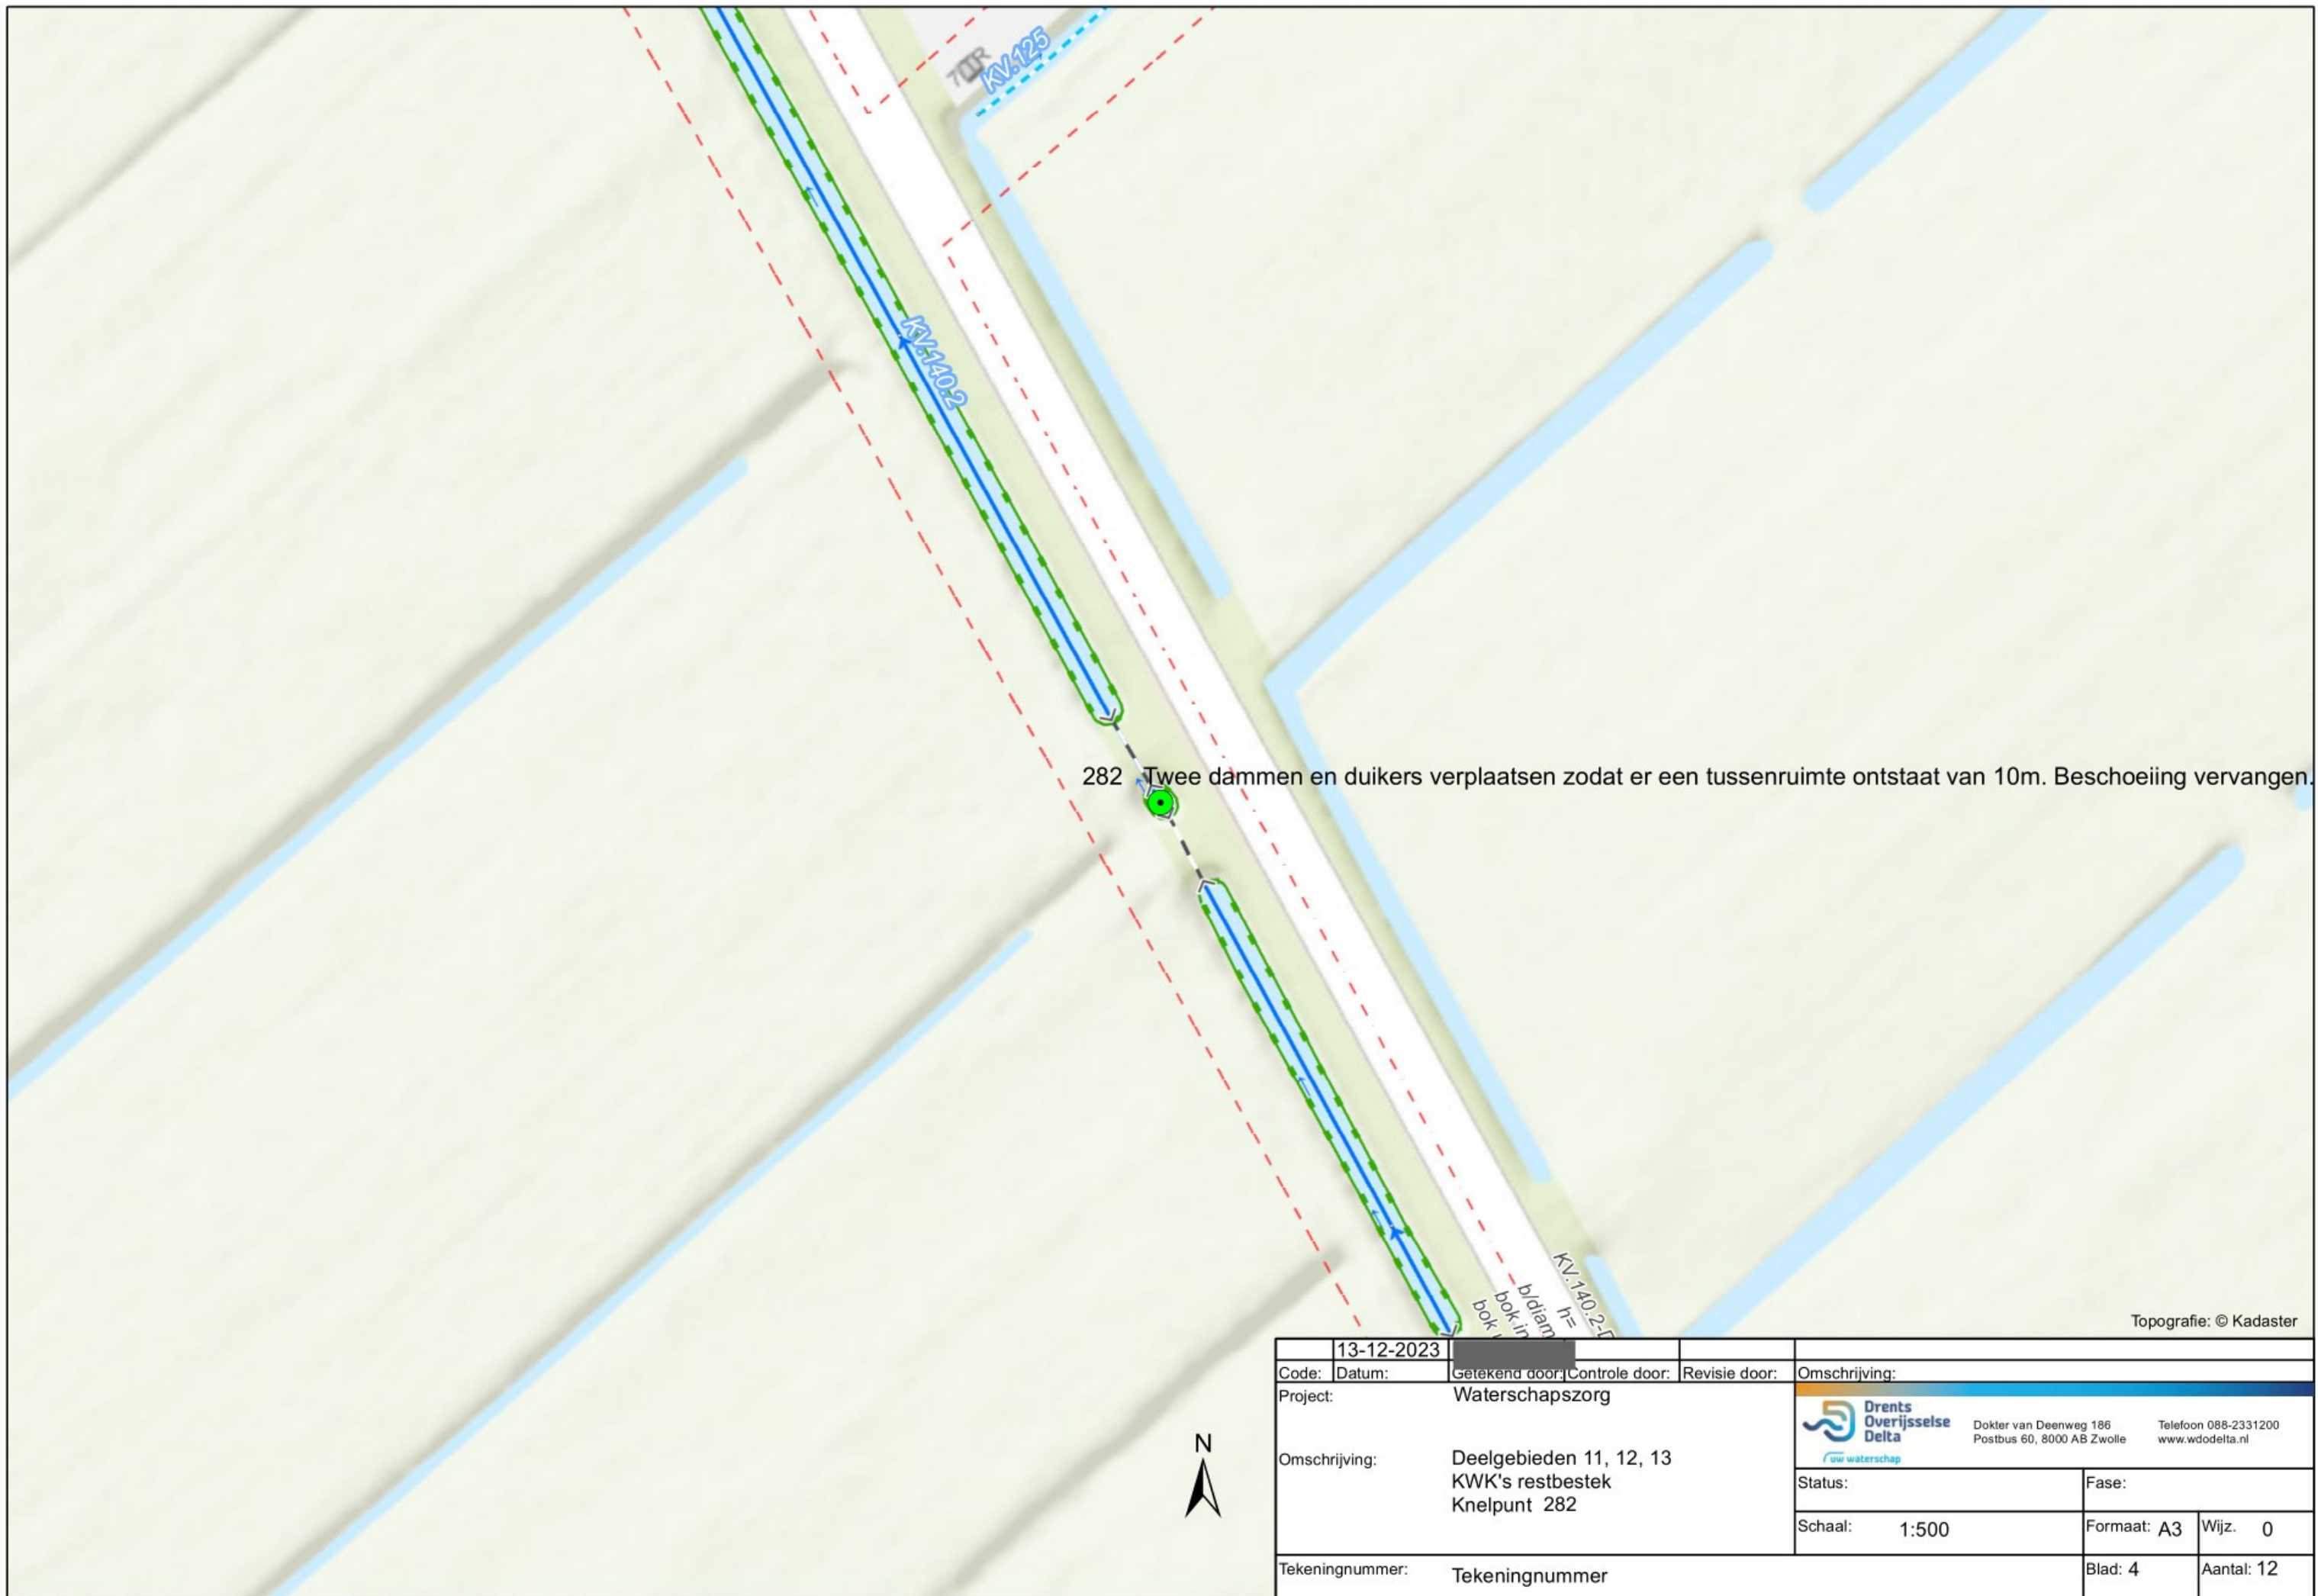 KV.125
KV.140.2
282 Twee dammen en duikers verplaatsen zodat er een tussenruimte ontstaat van 10m. Beschoeiing vervangen.
KV.140.2-D
h=
b/diam
bok in
bok
Topografie: © Kadaster
13-12-2023
Code: Datum: Getekend door: Controle door: Revisie door: Omschrijving:
Project: Waterschapszorg
Omschrijving: Deelgebieden 11, 12, 13
KWK's restbestek
Knelpunt 282
Drents
Overijsselse
Delta
uw waterschap
Dokter van Deenweg 186
Postbus 60, 8000 AB Zwolle
Telefoon 088-2331200
www.wdodelta.nl
Status: Fase:
Schaal: 1:500 Formaat: A3 Wijz. 0
Tekeningnummer: Tekeningnummer Blad: 4 Aantal: 12
N